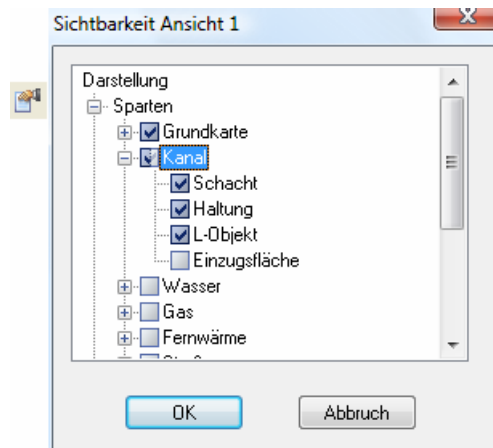 Sichtbarkeit Ansicht 1
Darstellung
Sparten
Grundkarte
Kanal
Schacht
Haltung
L-Objekt
Einzugsfläche
Wasser
Gas
Fernwärme
OK
Abbruch